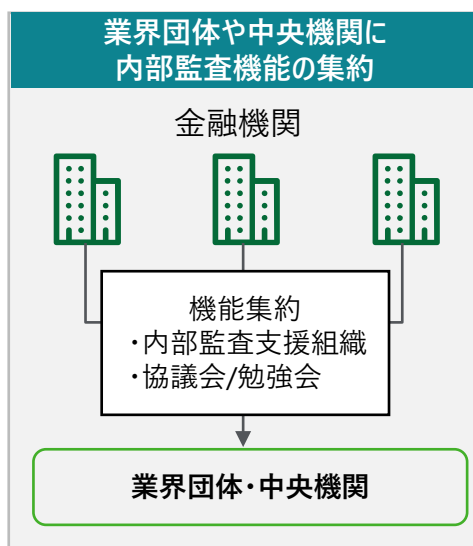 業界団体や中央機関に
内部監査機能の集約
金融機関
機能集約
・内部監査支援組織
・協議会/勉強会
業界団体・中央機関